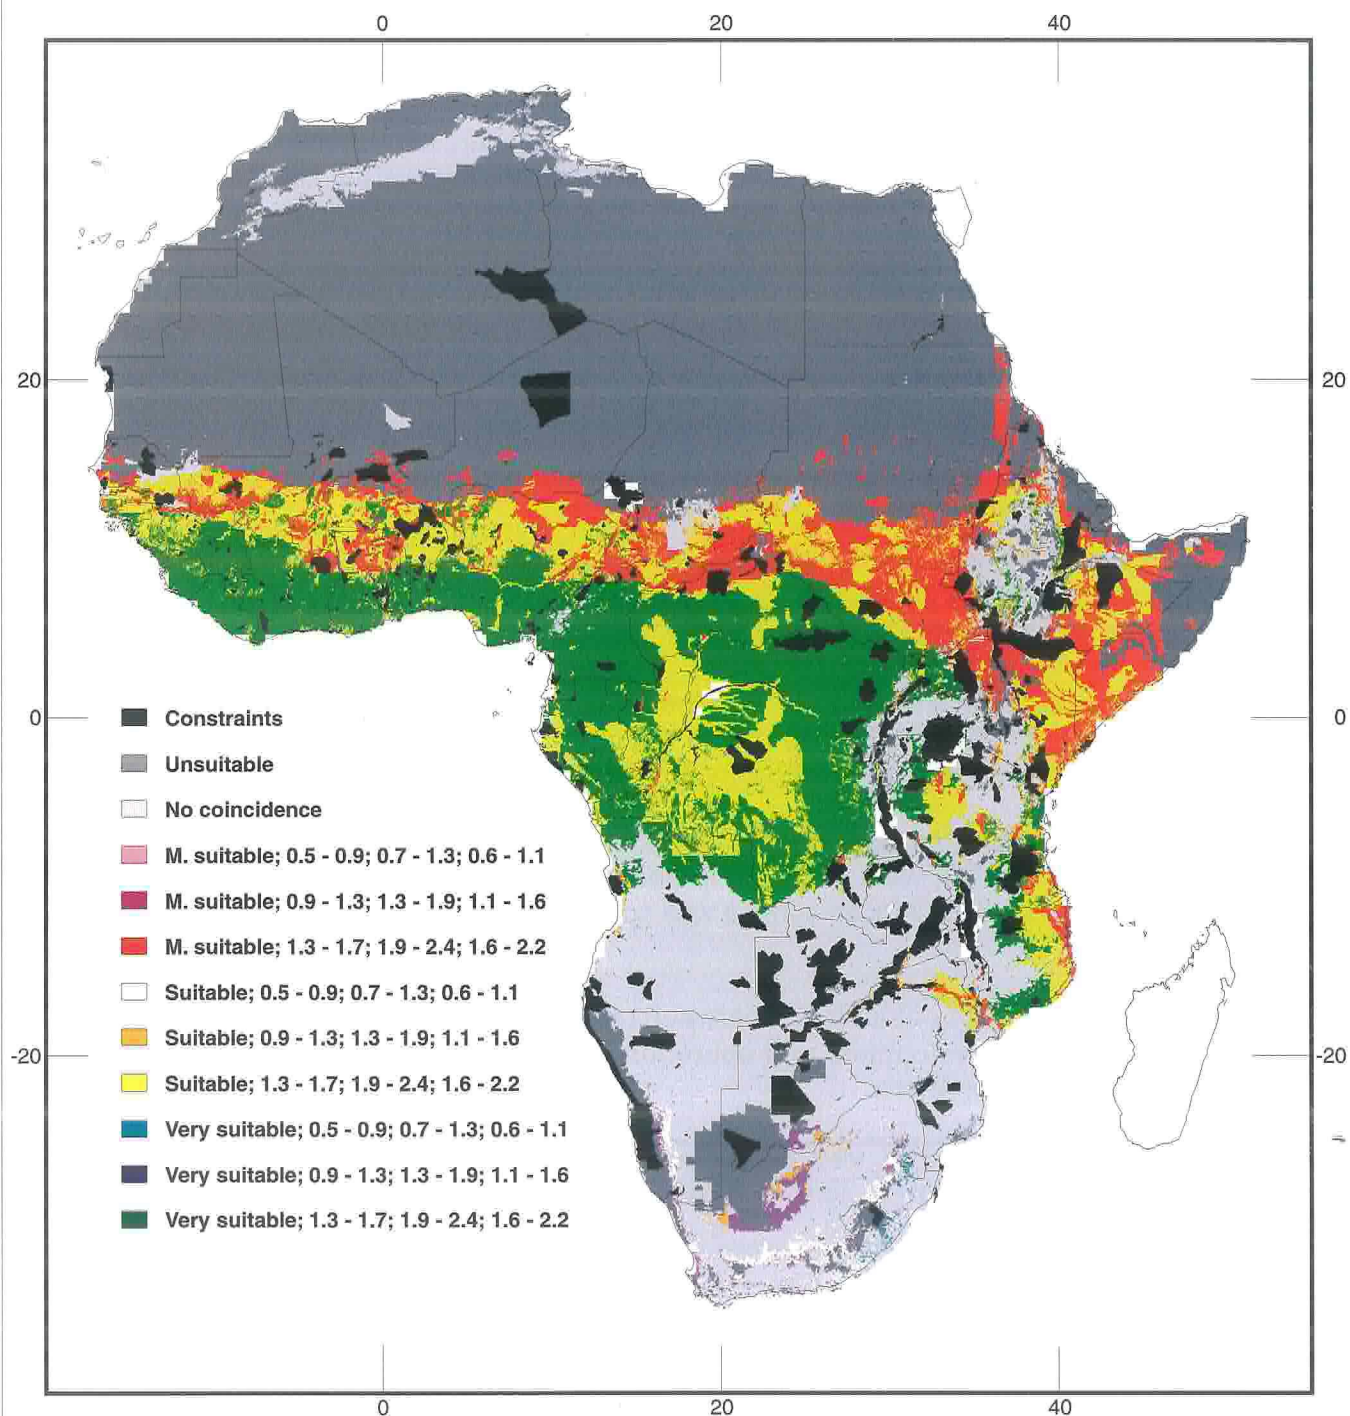 0 20 40
20 20
0 0
Constraints
Unsuitable
No coincidence
M. suitable; 0.5 - 0.9; 0.7 - 1.3; 0.6 - 1.1
M. suitable; 0.9 - 1.3; 1.3 - 1.9; 1.1 - 1.6
M. suitable; 1.3 - 1.7; 1.9 - 2.4; 1.6 - 2.2
Suitable; 0.5 - 0.9; 0.7 - 1.3; 0.6 - 1.1
Suitable; 0.9 - 1.3; 1.3 - 1.9; 1.1 - 1.6
-20 -20
Suitable; 1.3 - 1.7; 1.9 - 2.4; 1.6 - 2.2
Very suitable; 0.5 - 0.9; 0.7 - 1.3; 0.6 - 1.1
Very suitable; 0.9 - 1.3; 1.3 - 1.9; 1.1 - 1.6
Very suitable; 1.3 - 1.7; 1.9 - 2.4; 1.6 - 2.2
0 20 40